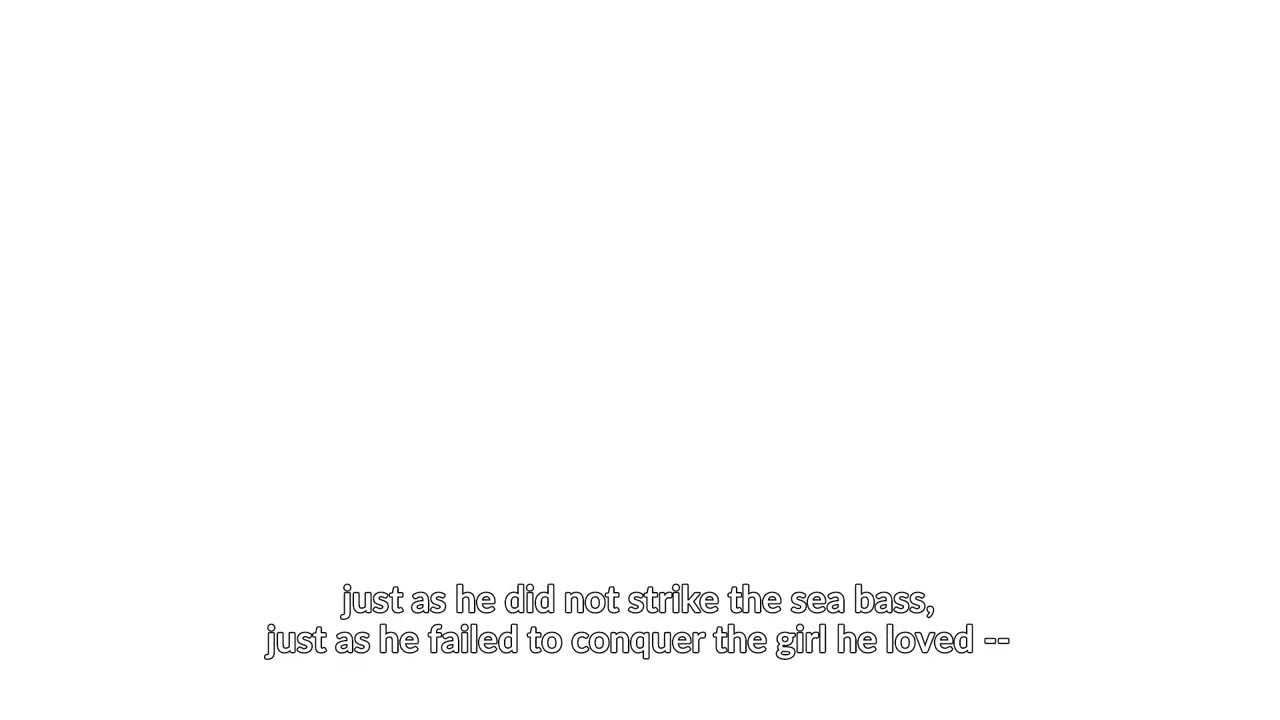 just as he did not strike the sea bass,
just as he failed to conquer the girl he loved --